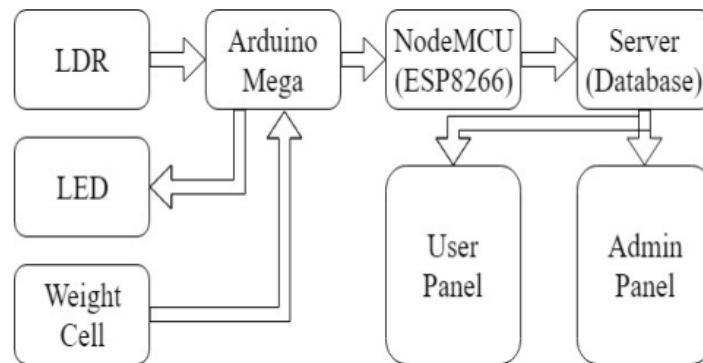 LDR
Arduino
Mega
NodeMCU
(ESP8266)
Server
(Database)
LED
User
Panel
Admin
Panel
Weight
Cell